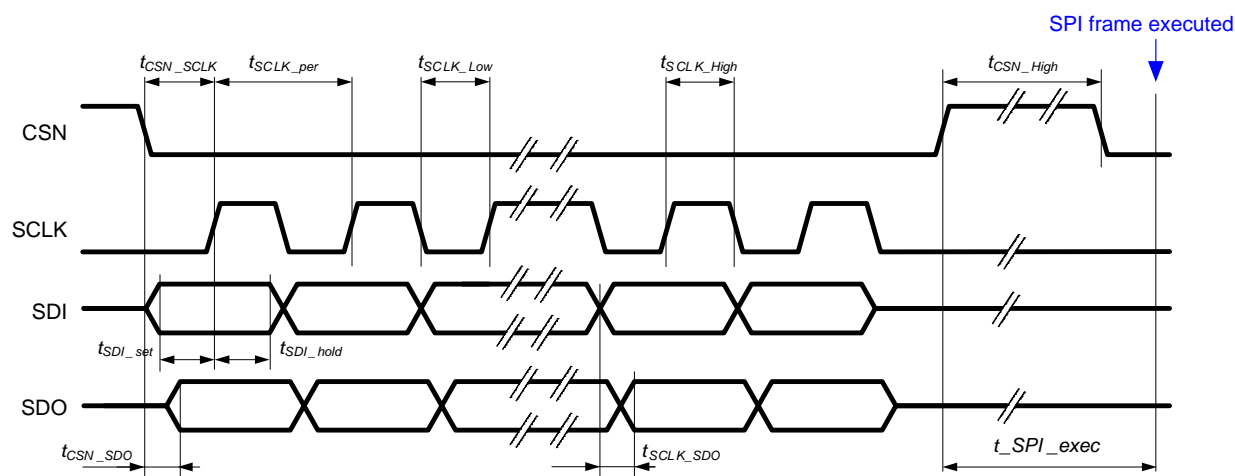 SPI frame executed
tCSN_SCLK tSCLK_per tSCLK_Low tSCLK_High tCSN_High
CSN
SCLK
SDI
tSDI_set tSDI_hold
SDO
tCSN_SDO tSCLK_SDO t_SPI_exec